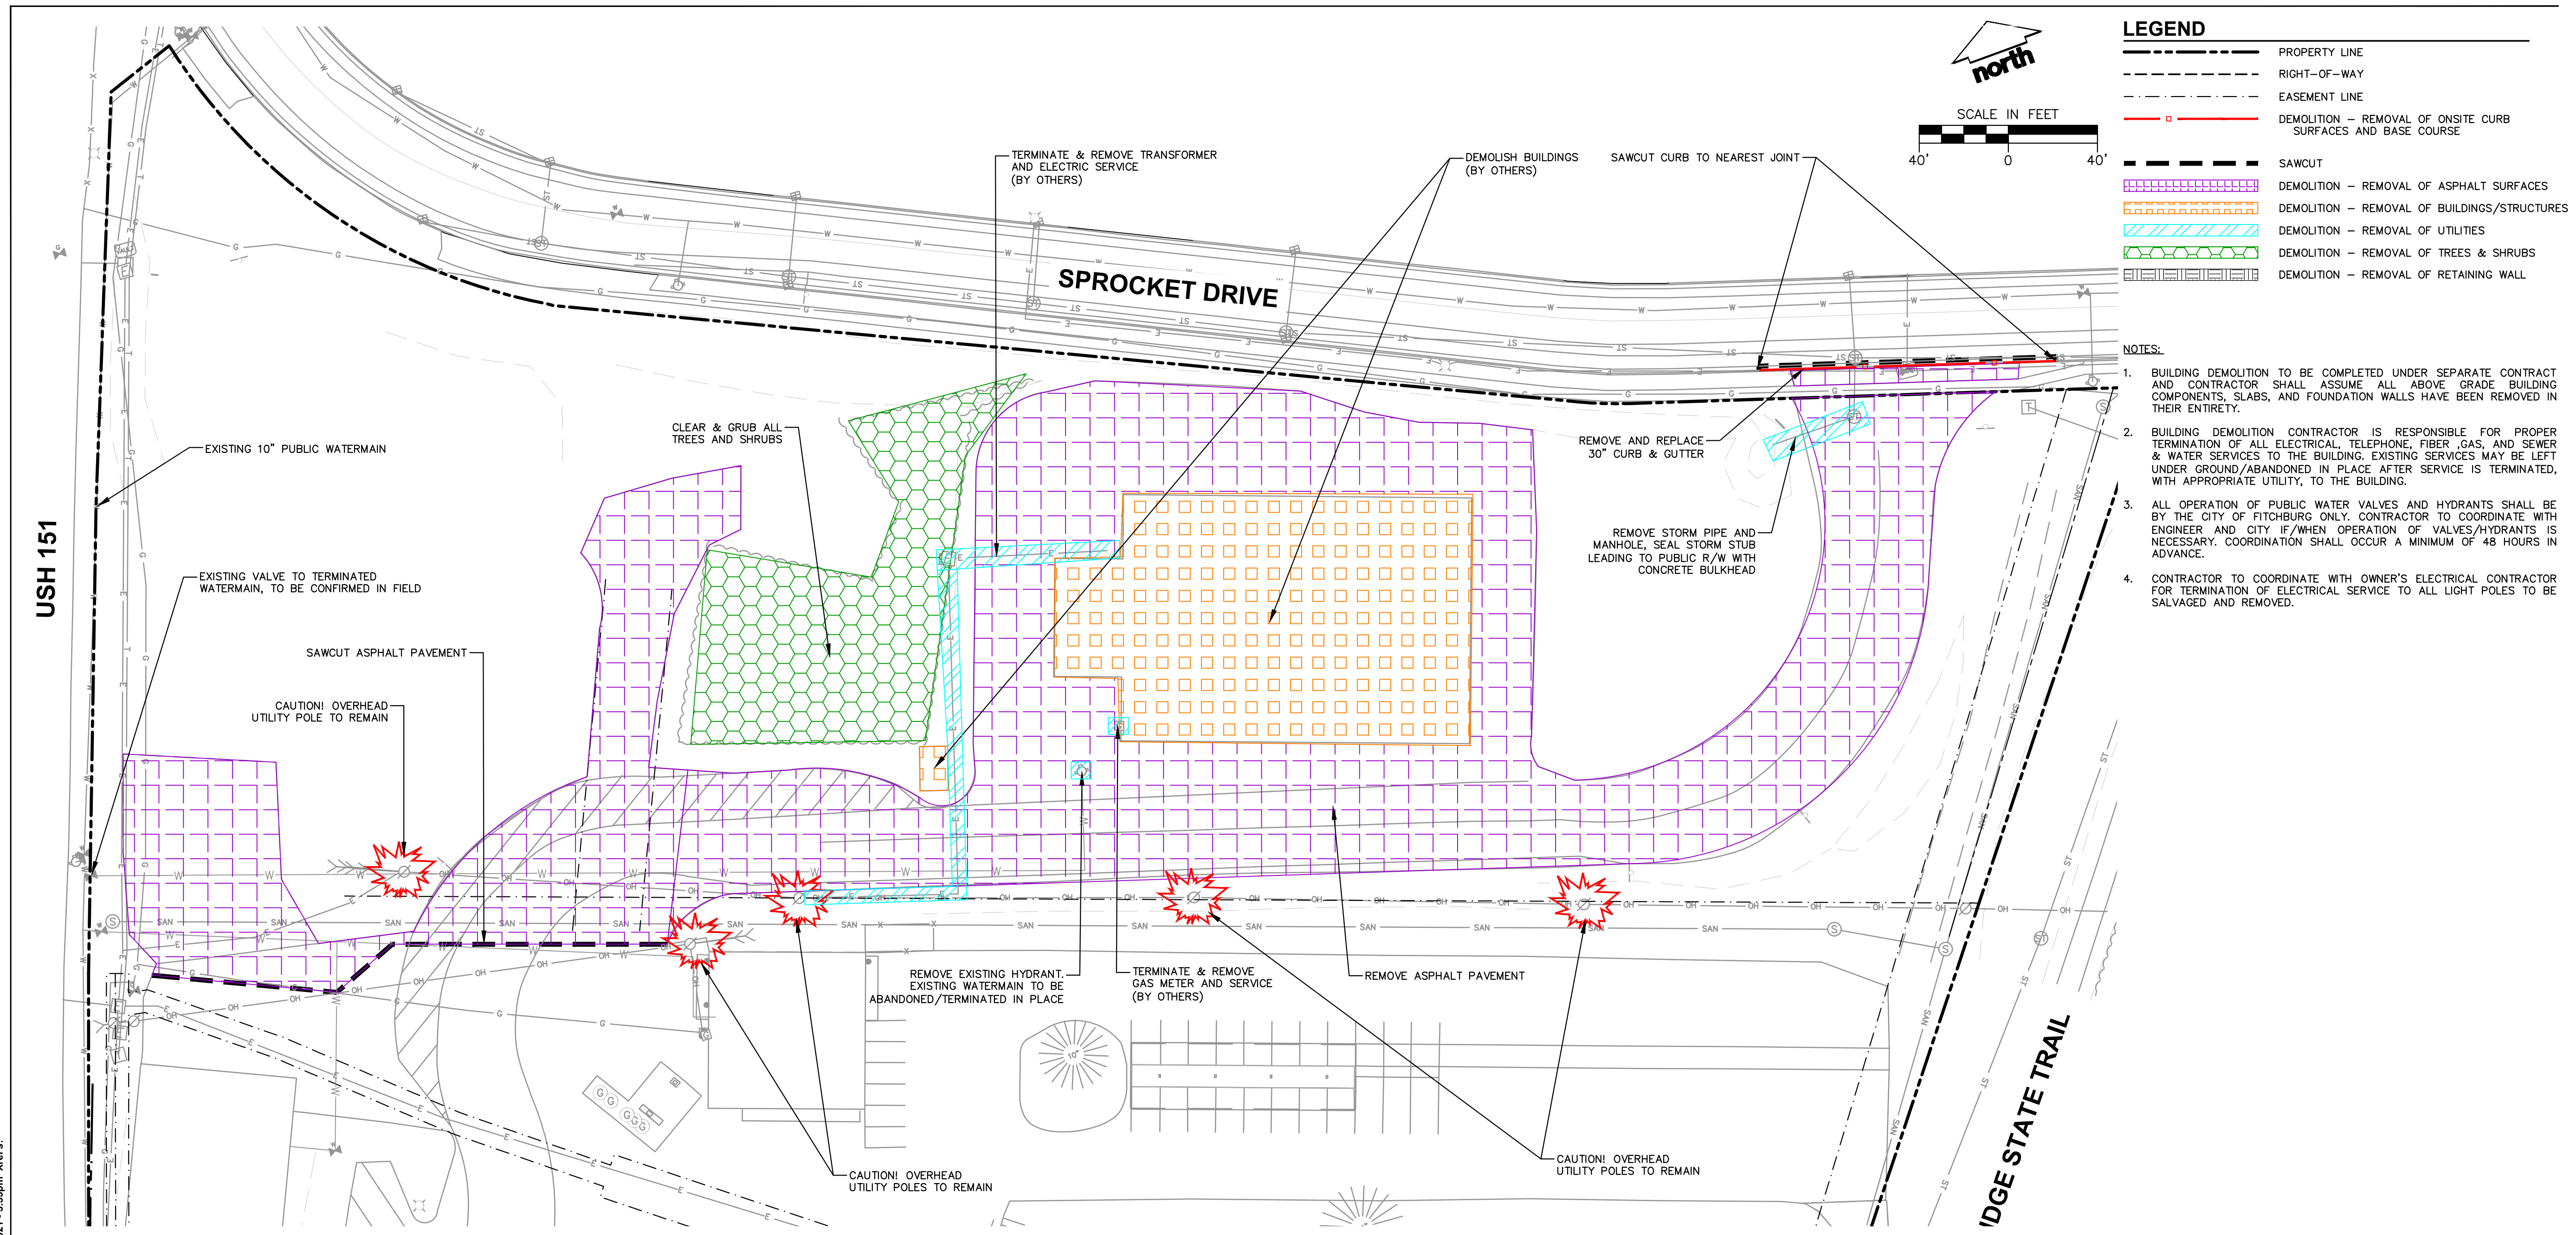 LEGEND
PROPERTY LINE
RIGHT-OF-WAY
EASEMENT LINE
DEMOLITION - REMOVAL OF ONSITE CURB
SURFACES AND BASE COURSE
SAWCUT
DEMOLITION - REMOVAL OF ASPHALT SURFACES
DEMOLITION - REMOVAL OF BUILDINGS/STRUCTURES
DEMOLITION - REMOVAL OF UTILITIES
DEMOLITION - REMOVAL OF TREES & SHRUBS
DEMOLITION - REMOVAL OF RETAINING WALL
NOTES:
1. BUILDING DEMOLITION TO BE COMPLETED UNDER SEPARATE CONTRACT
AND CONTRACTOR SHALL ASSUME ALL ABOVE GRADE BUILDING
COMPONENTS, SLABS, AND FOUNDATION WALLS HAVE BEEN REMOVED IN
THEIR ENTIRETY.
2. BUILDING DEMOLITION CONTRACTOR IS RESPONSIBLE FOR PROPER
TERMINATION OF ALL ELECTRICAL, TELEPHONE, FIBER ,GAS, AND SEWER
& WATER SERVICES TO THE BUILDING. EXISTING SERVICES MAY BE LEFT
UNDER GROUND/ABANDONED IN PLACE AFTER SERVICE IS TERMINATED,
WITH APPROPRIATE UTILITY, TO THE BUILDING.
3. ALL OPERATION OF PUBLIC WATER VALVES AND HYDRANTS SHALL BE
BY THE CITY OF FITCHBURG ONLY. CONTRACTOR TO COORDINATE WITH
ENGINEER AND CITY IF/WHEN OPERATION OF VALVES/HYDRANTS IS
NECESSARY. COORDINATION SHALL OCCUR A MINIMUM OF 48 HOURS IN
ADVANCE.
4. CONTRACTOR TO COORDINATE WITH OWNER'S ELECTRICAL CONTRACTOR
FOR TERMINATION OF ELECTRICAL SERVICE TO ALL LIGHT POLES TO BE
SALVAGED AND REMOVED.
north
SCALE IN FEET
40' 0 40'
TERMINATE & REMOVE TRANSFORMER
AND ELECTRIC SERVICE
(BY OTHERS)
DEMOLISH BUILDINGS
(BY OTHERS)
SAWCUT CURB TO NEAREST JOINT
SPROCKET DRIVE
CLEAR & GRUB ALL
TREES AND SHRUBS
EXISTING 10" PUBLIC WATERMAIN
REMOVE AND REPLACE
30" CURB & GUTTER
REMOVE STORM PIPE AND
MANHOLE, SEAL STORM STUB
LEADING TO PUBLIC R/W WITH
CONCRETE BULKHEAD
USH 151
EXISTING VALVE TO TERMINATED
WATERMAIN, TO BE CONFIRMED IN FIELD
SAWCUT ASPHALT PAVEMENT
CAUTION! OVERHEAD
UTILITY POLE TO REMAIN
REMOVE EXISTING HYDRANT.
EXISTING WATERMAIN TO BE
ABANDONED/TERMINATED IN PLACE
TERMINATE & REMOVE
GAS METER AND SERVICE
(BY OTHERS)
REMOVE ASPHALT PAVEMENT
10"
CAUTION! OVERHEAD
UTILITY POLES TO REMAIN
CAUTION! OVERHEAD
UTILITY POLES TO REMAIN
DGE STATE TRAIL